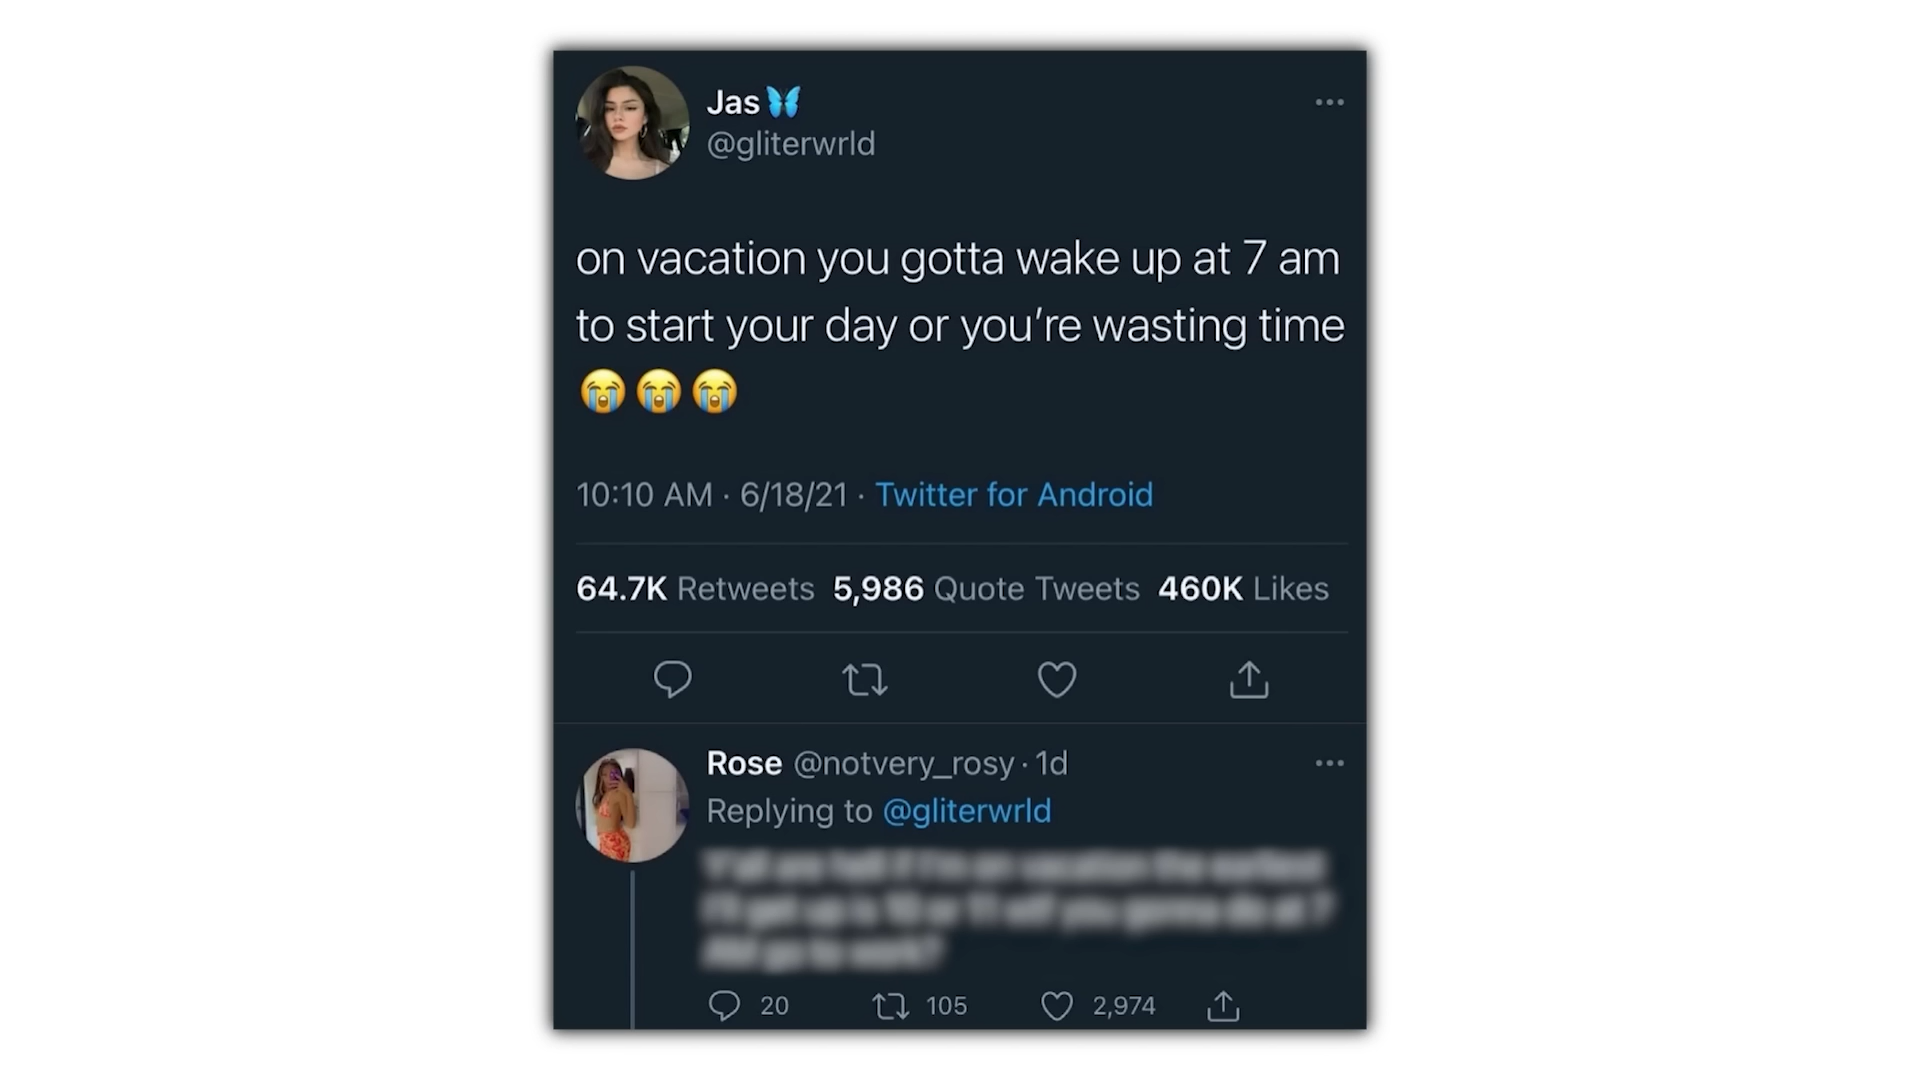 Jas🦋
@gliterwrld
on vacation you gotta wake up at 7 am
to start your day or you’re wasting time
😭😭😭
10:10 AM · 6/18/21 · Twitter for Android
64.7K Retweets 5,986 Quote Tweets 460K Likes
Rose @notvery_rosy · 1d
Replying to @gliterwrld
20 105 2,974